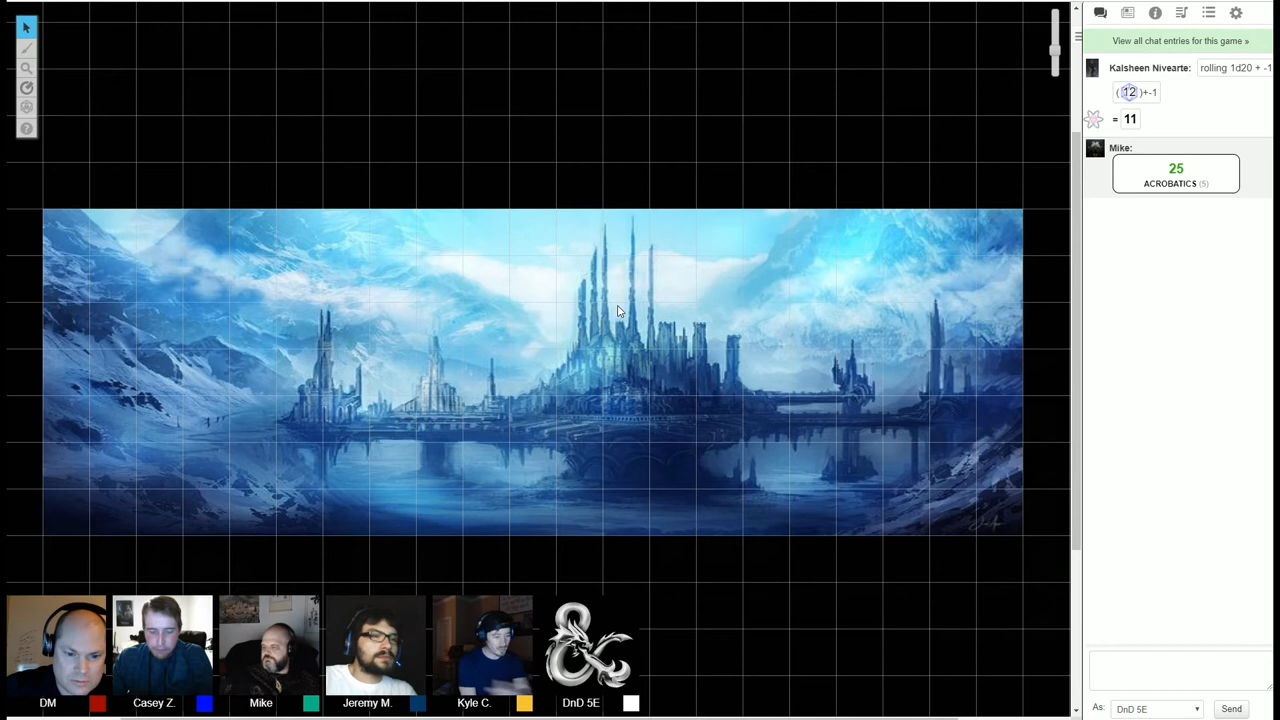 View all chat entries for this game »
Kalsheen Nivearte: rolling 1d20 + -1
( 12 )+-1
= 11
Mike:
25
ACROBATICS (5)
DM
Casey Z.
Mike
Jeremy M.
Kyle C.
DnD 5E
As: DnD 5E
Send